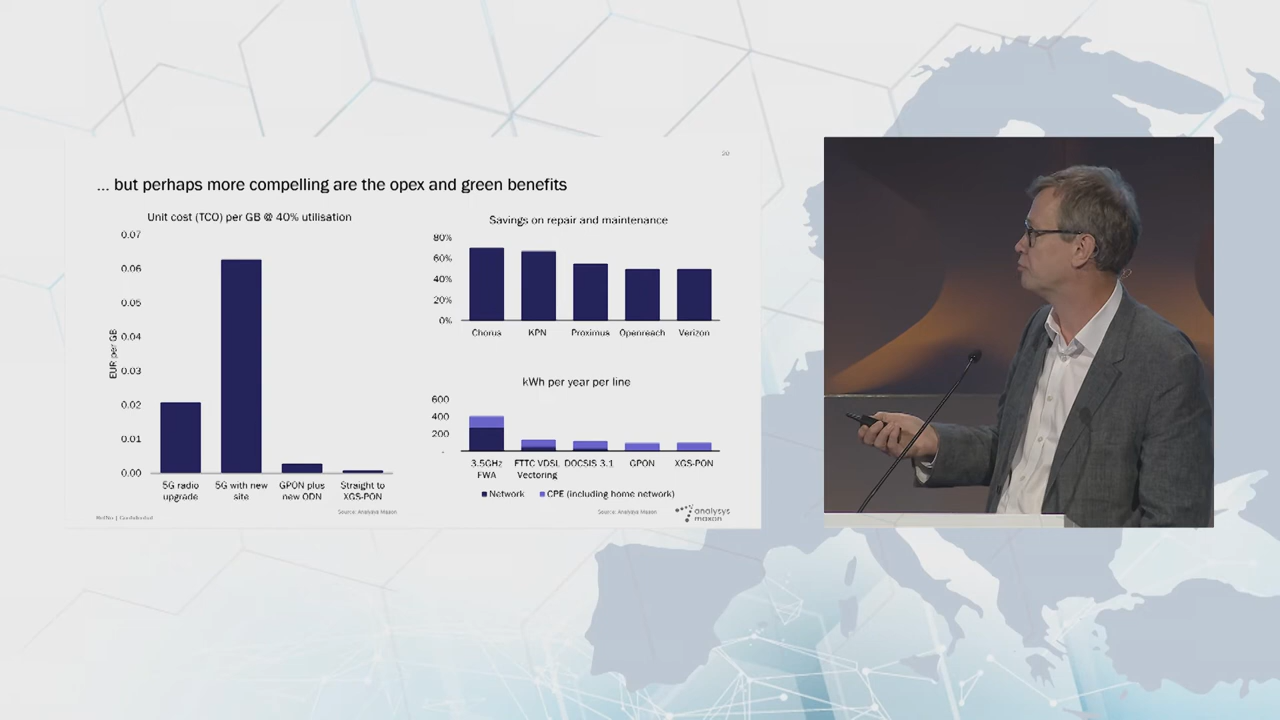 20
... but perhaps more compelling are the opex and green benefits
Unit cost (TCO) per GB @ 40% utilisation
EUR per GB
0.07
0.06
0.05
0.04
0.03
0.02
0.01
0.00
5G radio upgrade
5G with new site
GPON plus new ODN
Straight to XGS-PON
Source: Analysys Mason
Savings on repair and maintenance
80%
60%
40%
20%
0%
Chorus
KPN
Proximus
Openreach
Verizon
kWh per year per line
600
400
200
-
3.5GHz FWA
FTTC VDSL Vectoring
DOCSIS 3.1
GPON
XGS-PON
Network
CPE (including home network)
Source: Analysys Mason
analysys mason